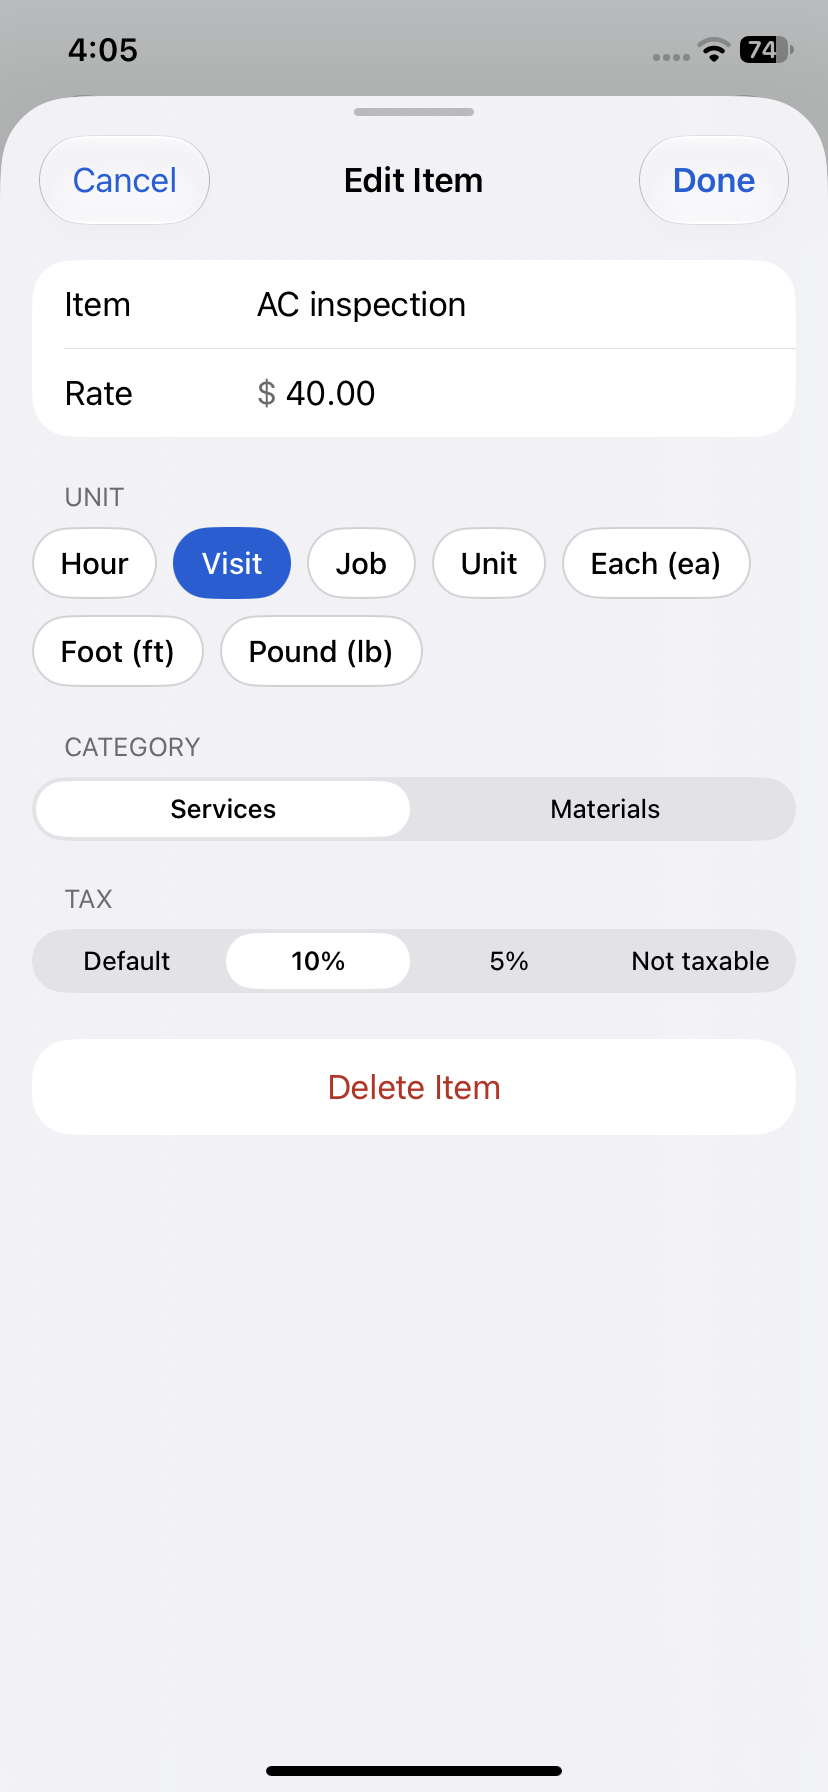 4:05 74
Cancel Edit Item Done
Item AC inspection
Rate $ 40.00
UNIT
Hour Visit Job Unit Each (ea)
Foot (ft) Pound (lb)
CATEGORY
Services Materials
TAX
Default 10% 5% Not taxable
Delete Item